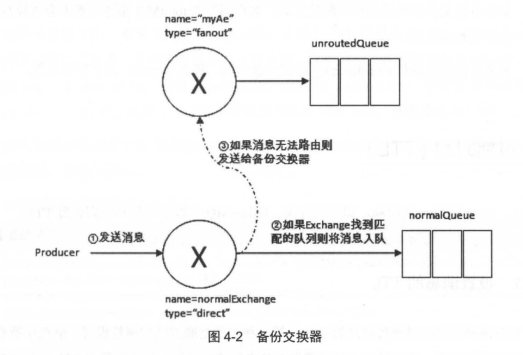 name="myAe"
type="fanout"
unroutedQueue
X
③如果消息无法路由则
发送给备份交换器
normalQueue
②如果Exchange找到匹
配的队列则将消息入队
①发送消息
Producer
X
name=normalExchange
type="direct"
图 4-2 备份交换器